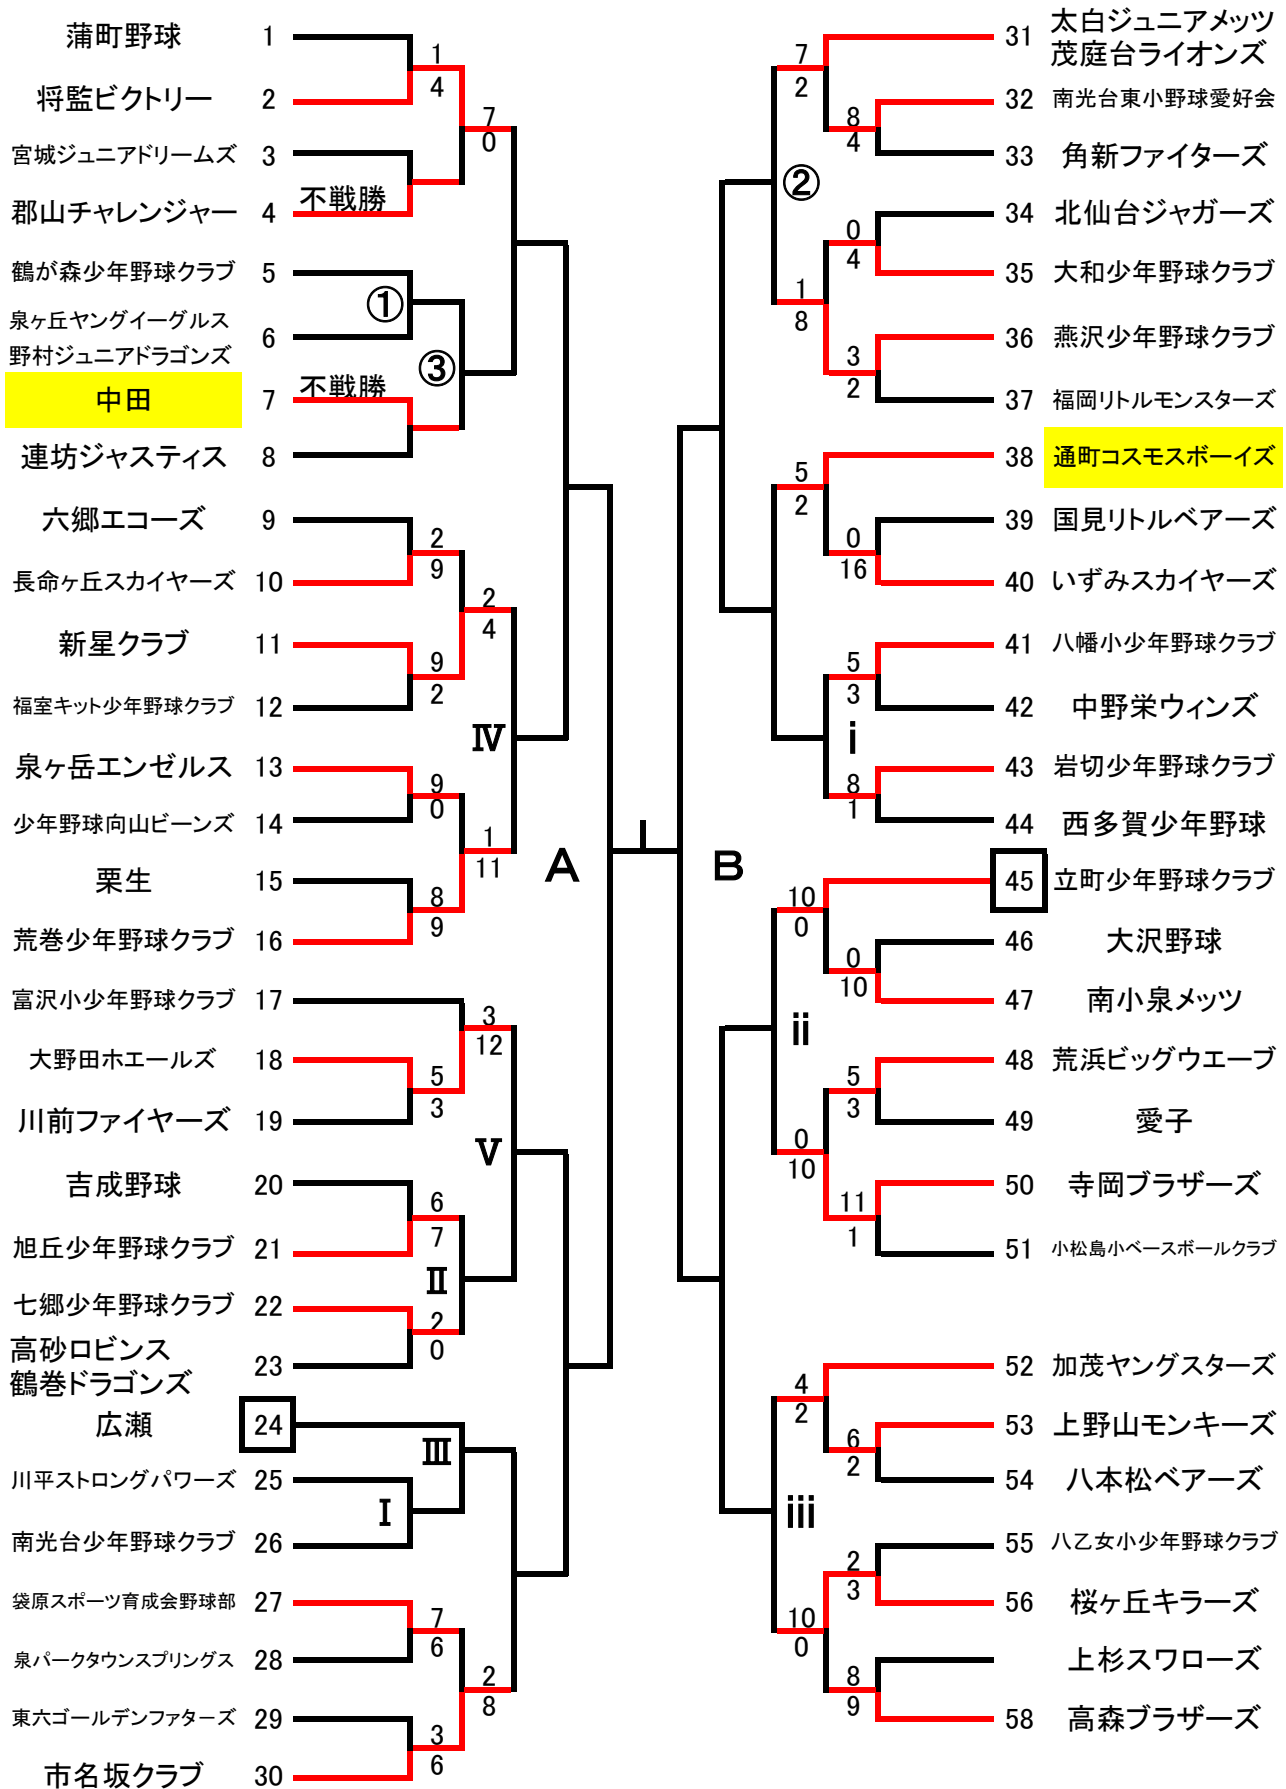 蒲町野球 1
将監ビクトリー 2
宮城ジュニアドリームズ 3
郡山チャレンジャー 4 不戦勝
鶴が森少年野球クラブ 5
泉ヶ丘ヤングイーグルス
野村ジュニアドラゴンズ 6
中田 7 不戦勝
連坊ジャスティス 8
六郷エコーズ 9
長命ヶ丘スカイヤーズ 10
新星クラブ 11
福室キット少年野球クラブ 12
泉ヶ岳エンゼルス 13
少年野球向山ビーンズ 14
栗生 15
荒巻少年野球クラブ 16
富沢小少年野球クラブ 17
大野田ホエールズ 18
川前ファイヤーズ 19
吉成野球 20
旭丘少年野球クラブ 21
七郷少年野球クラブ 22
高砂ロビンス
鶴巻ドラゴンズ 23
広瀬 24
川平ストロングパワーズ 25
南光台少年野球クラブ 26
袋原スポーツ育成会野球部 27
泉パークタウンスプリングス 28
東六ゴールデンファターズ 29
市名坂クラブ 30
1
4
7
0
①
③
2
9
2
4
9
2
Ⅳ
9
0
1
11
8
9
A
3
12
5
3
Ⅴ
6
7
Ⅱ
2
0
Ⅲ
Ⅰ
7
6
2
8
3
6
7
2
8
4
②
0
4
1
8
3
2
5
2
0
16
5
3
i
8
1
B
10
0
0
10
ii
5
3
0
10
11
1
4
2
6
2
iii
2
3
10
0
8
9
31 太白ジュニアメッツ
茂庭台ライオンズ
32 南光台東小野球愛好会
33 角新ファイターズ
34 北仙台ジャガーズ
35 大和少年野球クラブ
36 燕沢少年野球クラブ
37 福岡リトルモンスターズ
38 通町コスモスボーイズ
39 国見リトルベアーズ
40 いずみスカイヤーズ
41 八幡小少年野球クラブ
42 中野栄ウィンズ
43 岩切少年野球クラブ
44 西多賀少年野球
45 立町少年野球クラブ
46 大沢野球
47 南小泉メッツ
48 荒浜ビッグウエーブ
49 愛子
50 寺岡ブラザーズ
51 小松島小ベースボールクラブ
52 加茂ヤングスターズ
53 上野山モンキーズ
54 八本松ベアーズ
55 八乙女小少年野球クラブ
56 桜ヶ丘キラーズ
上杉スワローズ
58 高森ブラザーズ